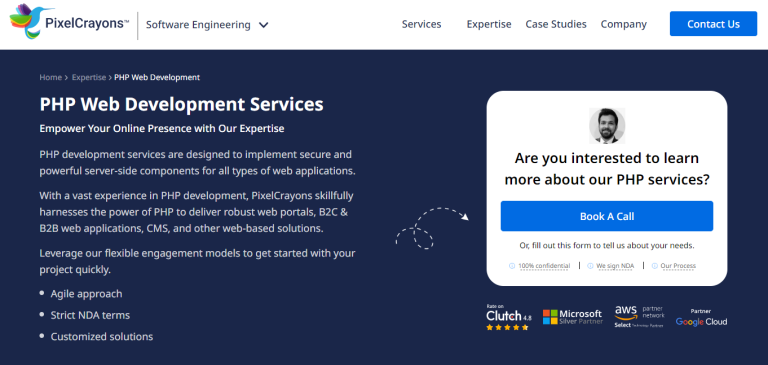 PixelCrayons™
Software Engineering
Services
Expertise
Case Studies
Company
Contact Us
Home > Expertise > PHP Web Development
PHP Web Development Services
Empower Your Online Presence with Our Expertise
PHP development services are designed to implement secure and
powerful server-side components for all types of web applications.
With a vast experience in PHP development, PixelCrayons skillfully
harnesses the power of PHP to deliver robust web portals, B2C &
B2B web applications, CMS, and other web-based solutions.
Leverage our flexible engagement models to get started with your
project quickly.
Agile approach
Strict NDA terms
Customized solutions
Are you interested to learn
more about our PHP services?
Book A Call
Or, fill out this form to tell us about your needs.
100% confidential
We sign NDA
Our Process
Rate on
Clutch 4.8
Microsoft
Silver Partner
aws partner
network
Select Technology Partner
Partner
Google Cloud